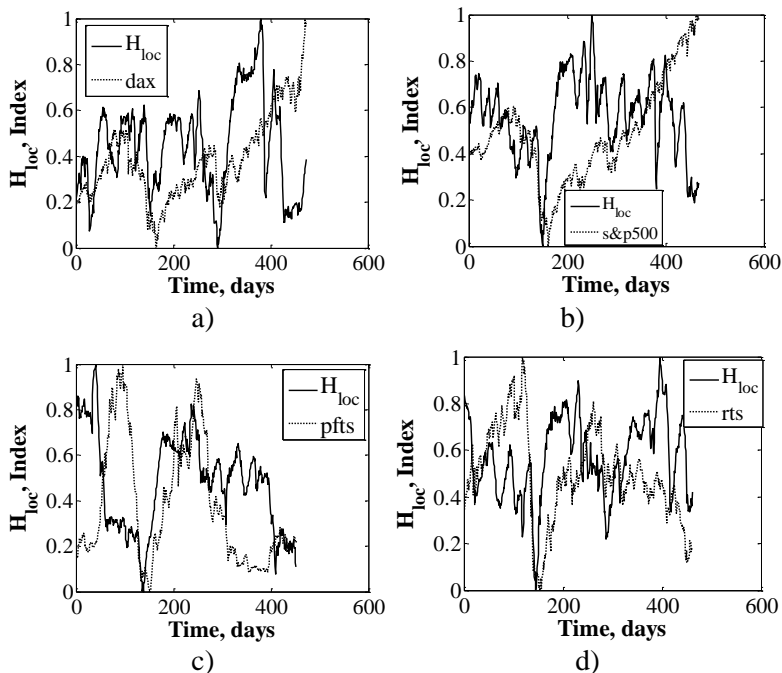 H_loc, Index
1
0.8
0.6
0.4
0.2
0
H_loc
dax
0 200 400 600
Time, days
a)
H_loc, Index
1
0.8
0.6
0.4
0.2
0
H_loc
s&p500
0 200 400 600
Time, days
b)
H_loc, Index
1
0.8
0.6
0.4
0.2
0
H_loc
pfts
0 200 400 600
Time, days
c)
H_loc, Index
1
0.8
0.6
0.4
0.2
0
H_loc
rts
0 200 400 600
Time, days
d)